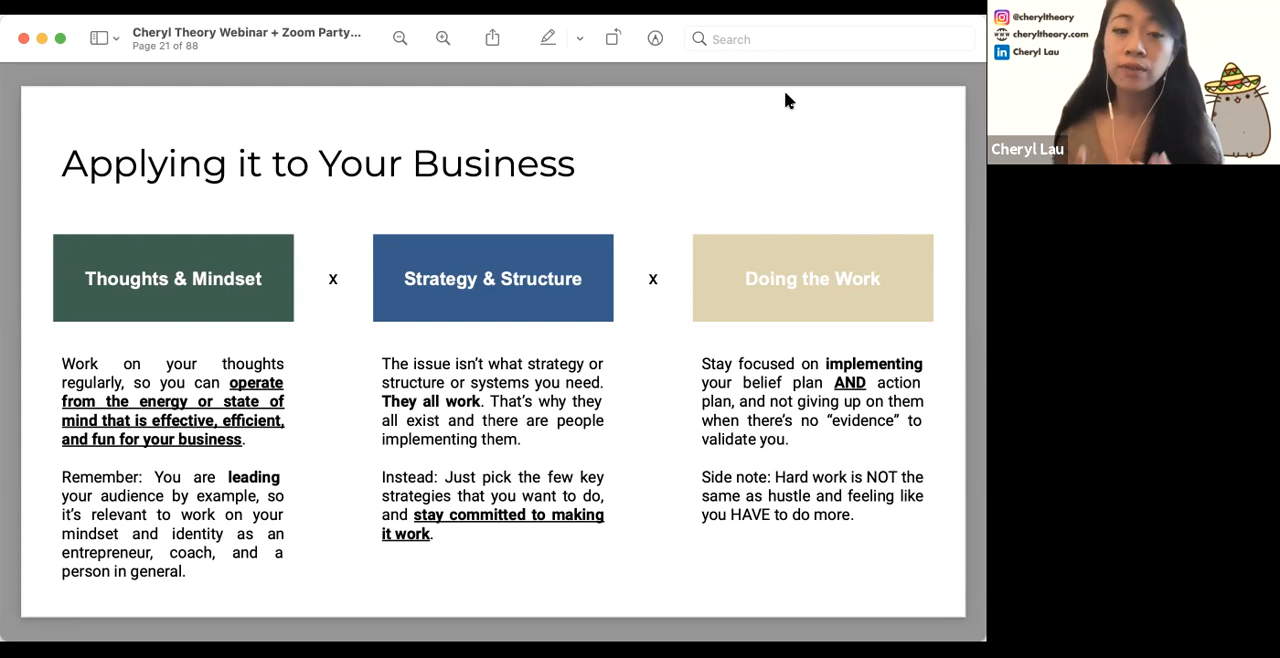 Cheryl Theory Webinar + Zoom Party...
Page 21 of 88
Search
@cheryltheory
cheryltheory.com
in Cheryl Lau
Cheryl Lau
Applying it to Your Business
Thoughts & Mindset
x
Strategy & Structure
x
Doing the Work
Work on your thoughts
regularly, so you can operate
from the energy or state of
mind that is effective, efficient,
and fun for your business.
Remember: You are leading
your audience by example, so
it's relevant to work on your
mindset and identity as an
entrepreneur, coach, and a
person in general.
The issue isn't what strategy or
structure or systems you need.
They all work. That's why they
all exist and there are people
implementing them.
Instead: Just pick the few key
strategies that you want to do,
and stay committed to making
it work.
Stay focused on implementing
your belief plan AND action
plan, and not giving up on them
when there's no “evidence” to
validate you.
Side note: Hard work is NOT the
same as hustle and feeling like
you HAVE to do more.